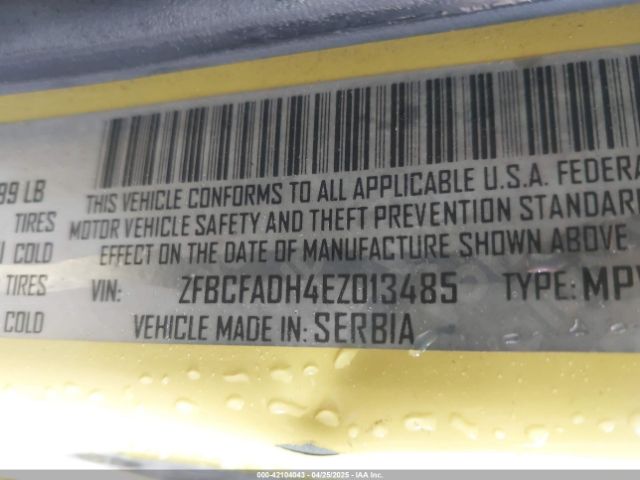 99 LB
TIRES
COLD
TIRES
COLD
THIS VEHICLE CONFORMS TO ALL APPLICABLE U.S.A. FEDERA
MOTOR VEHICLE SAFETY AND THEFT PREVENTION STANDARD
EFFECT ON THE DATE OF MANUFACTURE SHOWN ABOVE
VIN: ZFBCFADH4EZ013485 TYPE: MP
VEHICLE MADE IN: SERBIA
000-42104043 - 04/25/2025 - IAA Inc.